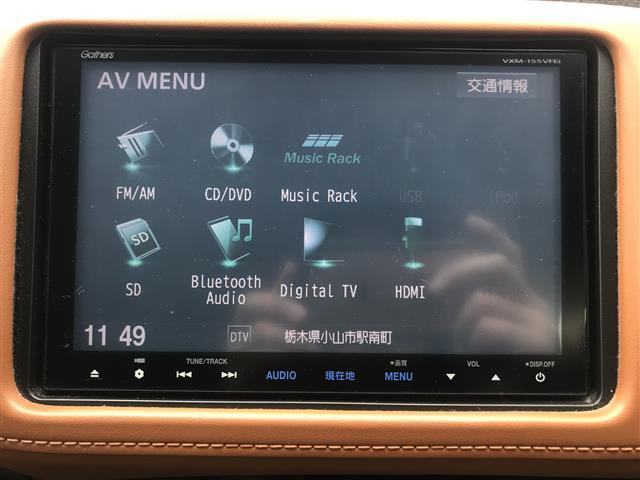 Gathers
VXM-155VFEi
AV MENU
交通情報
Music Rack
FM/AM
CD/DVD
Music Rack
USB
iPod
SD
SD
Bluetooth Audio
Digital TV
HDMI
11 49
DTV
栃木県小山市駅南町
TUNE/TRACK
画質
VOL
DISP.OFF
AUDIO
現在地
MENU